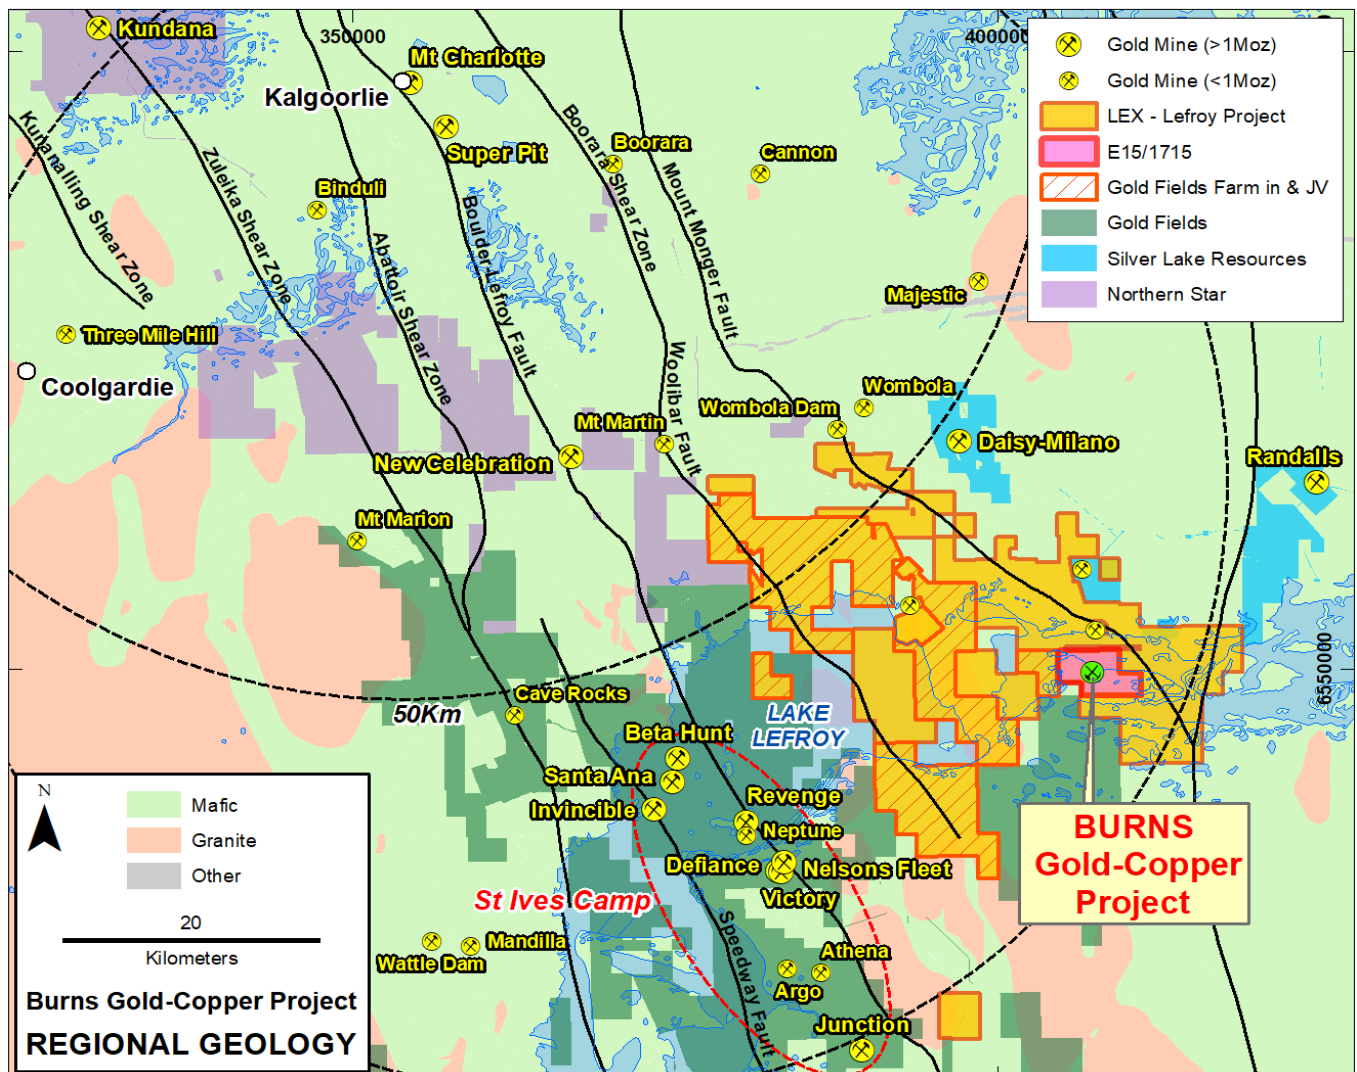 Kundana
350000
400000
Mt Charlotte
Kalgoorlie
Super Pit
Boorara
Cannon
Binduli
Kunanalling Shear Zone
Zuleika Shear Zone
Abattoir Shear Zone
Boulder-Lefroy Fault
Boorara Shear Zone
Mount Monger Fault
Woolibar Fault
Majestic
Three Mile Hill
Coolgardie
Wombola
Wombola Dam
Mt Martin
New Celebration
Daisy-Milano
Randalls
Mt Marion
6550000
Cave Rocks
50Km
LAKE
LEFROY
Beta Hunt
Santa Ana
Invincible
Revenge
Neptune
Defiance
Nelsons Fleet
Victory
St Ives Camp
Speedway Fault
Mandilla
Wattle Dam
Athena
Argo
Junction
BURNS
Gold-Copper
Project
Gold Mine (>1Moz)
Gold Mine (<1Moz)
LEX - Lefroy Project
E15/1715
Gold Fields Farm in & JV
Gold Fields
Silver Lake Resources
Northern Star
N
Mafic
Granite
Other
20
Kilometers
Burns Gold-Copper Project
REGIONAL GEOLOGY